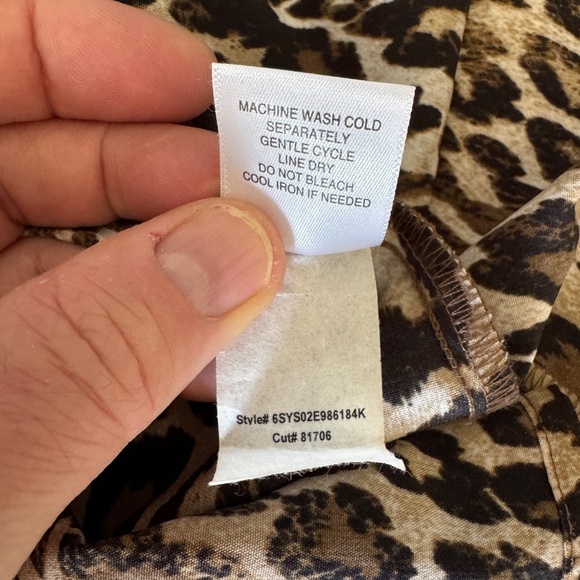 MACHINE WASH COLD
SEPARATELY
GENTLE CYCLE
LINE DRY
DO NOT BLEACH
COOL IRON IF NEEDED
Style# 6SYS02E986184K
Cut# 81706